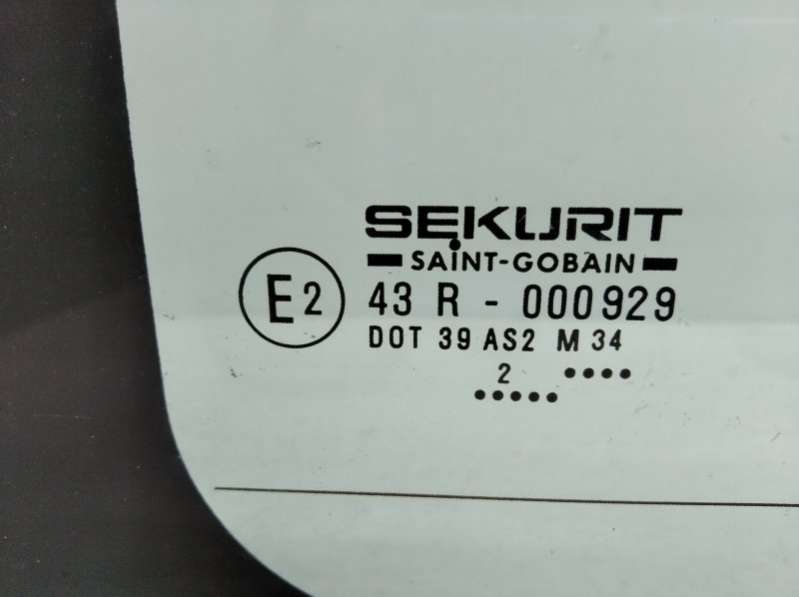 SEKURIT
SAINT-GOBAIN
E2
43 R - 000929
DOT 39 AS2 M 34
2 ••••
•••••